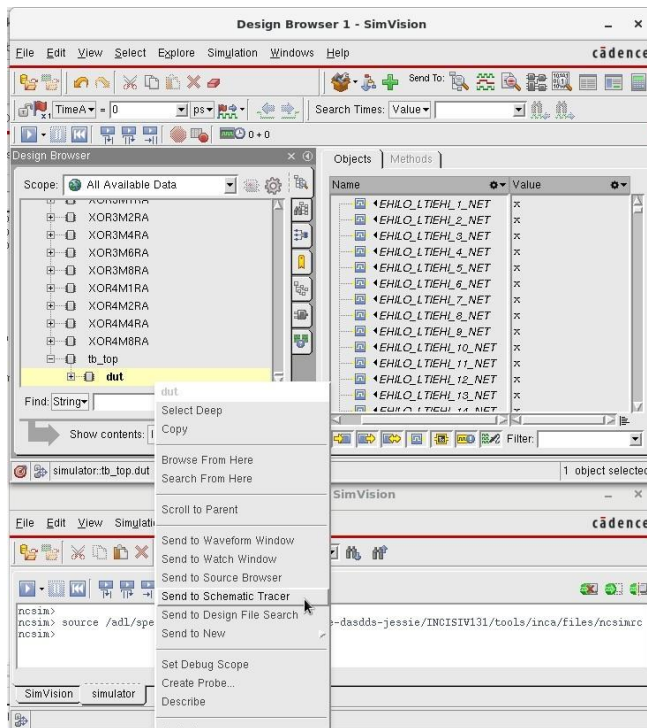 Design Browser 1 - SimVision
File Edit View Select Explore Simulation Windows Help
cādence
Send To:
TimeA = 0 ps
Search Times: Value
0 + 0
Design Browser
Scope: All Available Data
XOR3M2RA
XOR3M4RA
XOR3M6RA
XOR3M8RA
XOR4M1RA
XOR4M2RA
XOR4M4RA
XOR4M8RA
tb_top
dut
Find: String
Show contents:
Objects Methods
Name Value
EHILO_LTIEHI_1_NET x
EHILO_LTIEHI_2_NET x
EHILO_LTIEHI_3_NET x
EHILO_LTIEHI_4_NET x
EHILO_LTIEHI_5_NET x
EHILO_LTIEHI_6_NET x
EHILO_LTIEHI_7_NET x
EHILO_LTIEHI_8_NET x
EHILO_LTIEHI_9_NET x
EHILO_LTIEHI_10_NET x
EHILO_LTIEHI_11_NET x
EHILO_LTIEHI_12_NET x
EHILO_LTIEHI_13_NET x
Filter:
simulator::tb_top.dut
1 object selected
dut
Select Deep
Copy
Browse From Here
Search From Here
Scroll to Parent
Send to Waveform Window
Send to Watch Window
Send to Source Browser
Send to Schematic Tracer
Send to Design File Search
Send to New
Set Debug Scope
Create Probe...
Describe
SimVision
File Edit View
cādence
ncsim>
ncsim> source /adl/spe e-dasdds-jessie/INCISIV131/tools/inca/files/ncsimrc
ncsim>
SimVision simulator